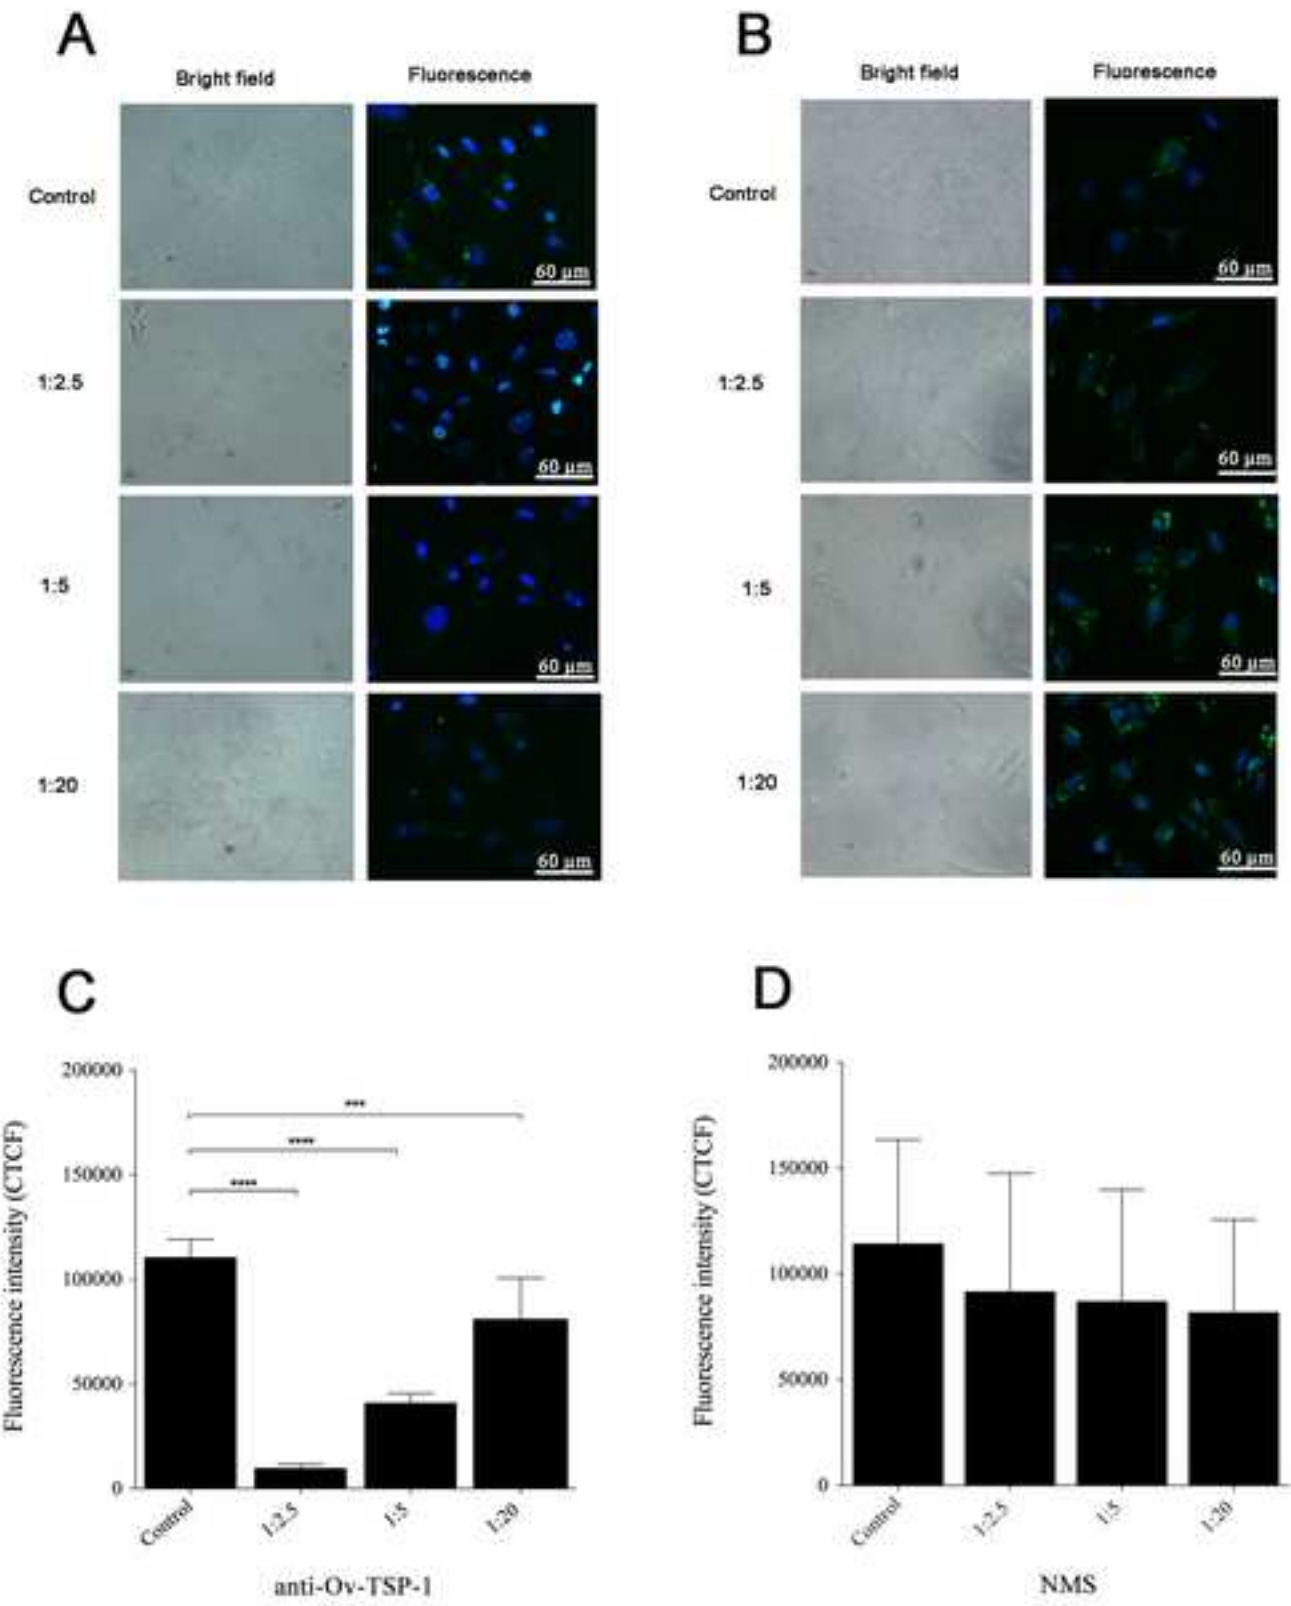 A
B
Bright field Fluorescence
Bright field Fluorescence
Control
60 µm
Control
60 µm
1:2.5
60 µm
1:2.5
60 µm
1:5
60 µm
1:5
60 µm
1:20
60 µm
1:20
60 µm
C
D
Fluorescence intensity (CTCF)
200000
150000
100000
50000
0
***
****
****
Control
1:2.5
1:5
1:20
anti-Ov-TSP-1
Fluorescence intensity (CTCF)
200000
150000
100000
50000
0
Control
1:2.5
1:5
1:20
NMS